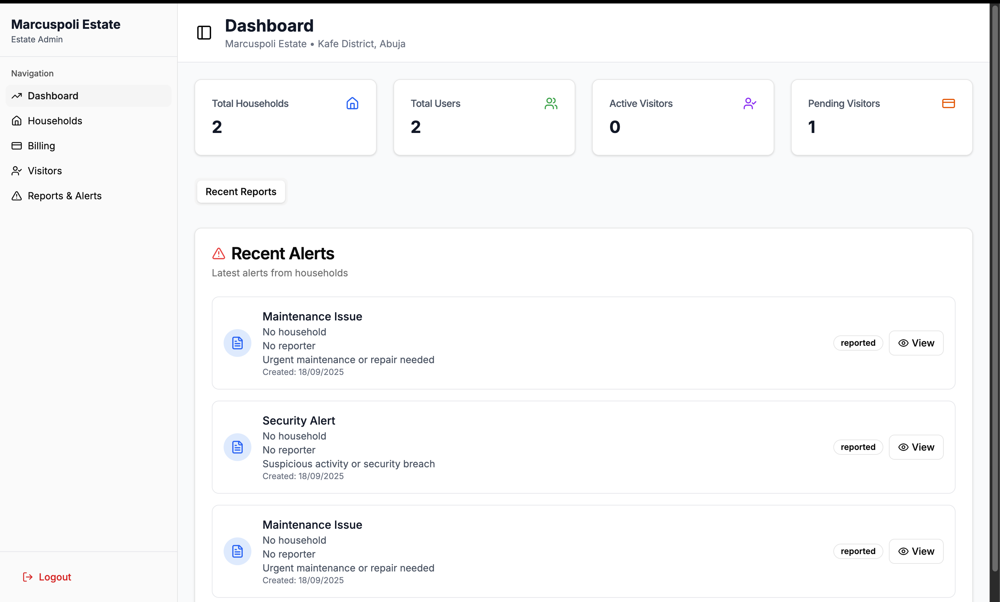 Marcuspoli Estate
Estate Admin
Navigation
Dashboard
Households
Billing
Visitors
Reports & Alerts
Logout
Dashboard
Marcuspoli Estate • Kafe District, Abuja
Total Households
2
Total Users
2
Active Visitors
0
Pending Visitors
1
Recent Reports
Recent Alerts
Latest alerts from households
Maintenance Issue
No household
No reporter
Urgent maintenance or repair needed
Created: 18/09/2025
reported
View
Security Alert
No household
No reporter
Suspicious activity or security breach
Created: 18/09/2025
reported
View
Maintenance Issue
No household
No reporter
Urgent maintenance or repair needed
Created: 18/09/2025
reported
View